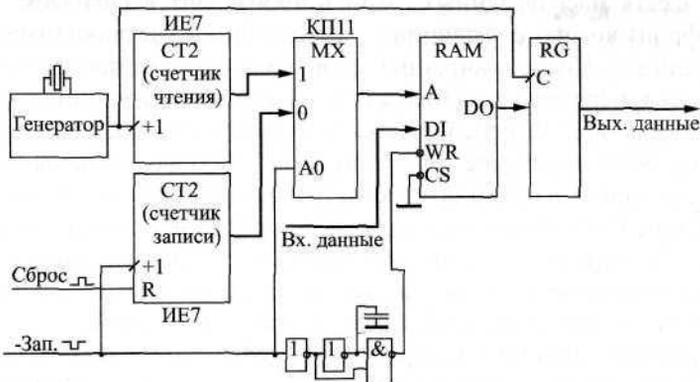 ИЕ7
СТ2
(счетчик
чтения)
+1
Генератор
СТ2
(счетчик
записи)
+1
R
ИЕ7
Сброс
-Зап.
КП11
MX
1
0
A0
Вх. данные
RAM
A
DI
WR
CS
DO
RG
C
Вых. данные
1
1
&